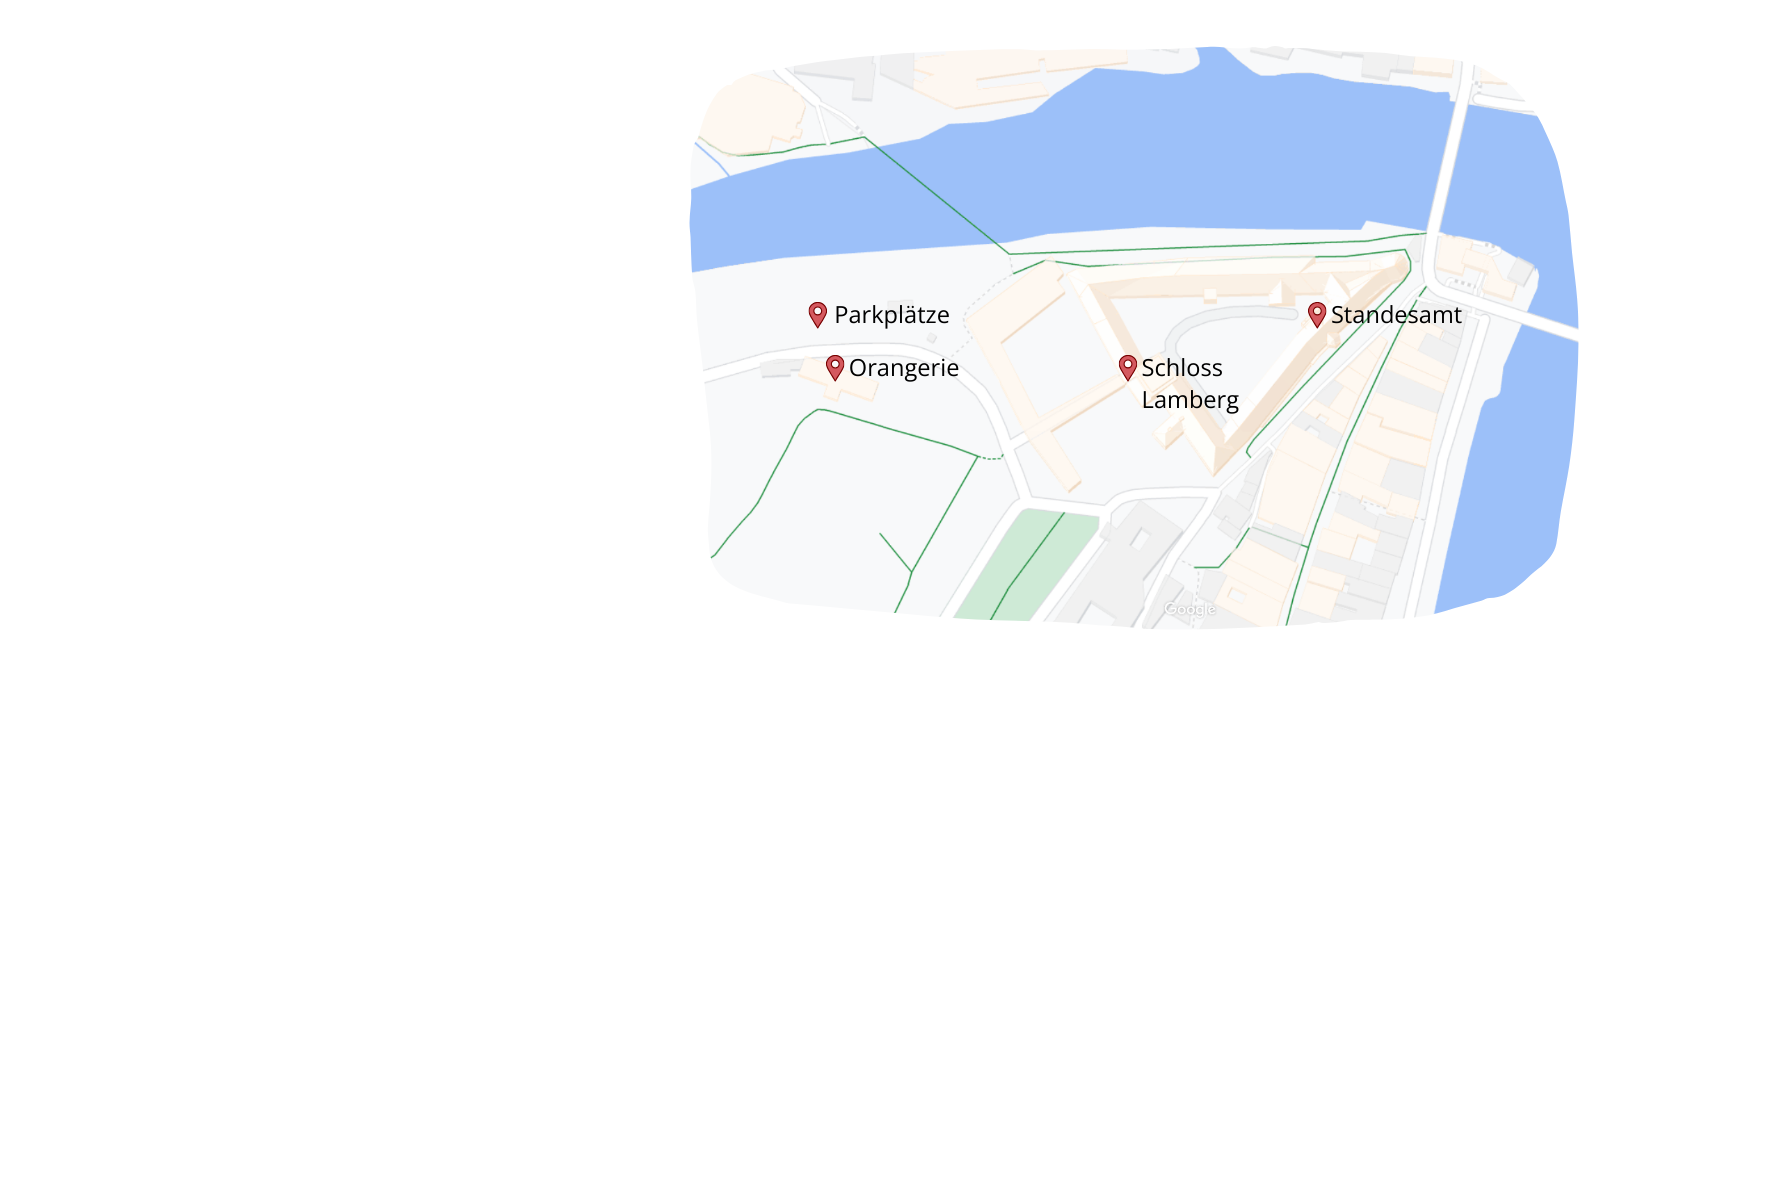 Parkplätze
Standesamt
Orangerie
Schloss
Lamberg
Google